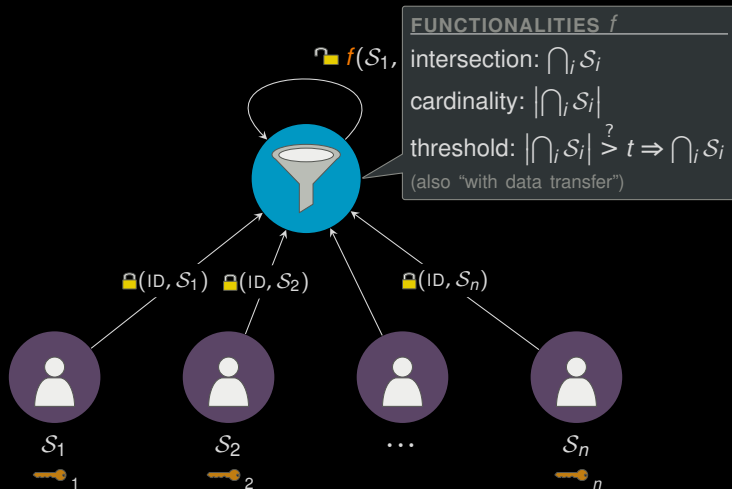 FUNCTIONALITIES f
f(S₁,
intersection: ⋂ᵢ Sᵢ
cardinality: |⋂ᵢ Sᵢ|
threshold: |⋂ᵢ Sᵢ| >? t ⇒ ⋂ᵢ Sᵢ
(also “with data transfer”)
(ID, S₁)
(ID, S₂)
(ID, Sₙ)
S₁
S₂
⋯
Sₙ
1
2
n